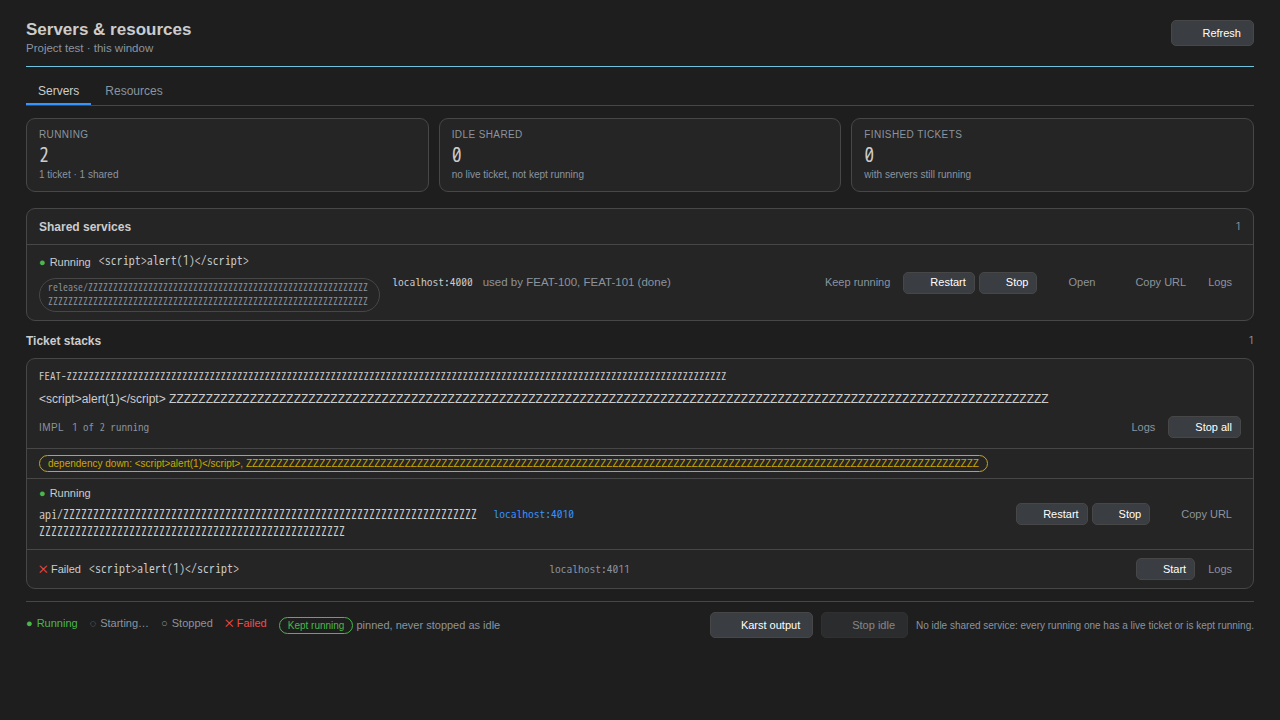 Servers & resources
Project test · this window
Refresh
Servers Resources
RUNNING
2
1 ticket · 1 shared
IDLE SHARED
0
no live ticket, not kept running
FINISHED TICKETS
0
with servers still running
Shared services 1
● Running <script>alert(1)</script>
localhost:4000 used by FEAT-100, FEAT-101 (done) Keep running Restart Stop Open Copy URL Logs
Ticket stacks 1
<script>alert(1)</script>
IMPL 1 of 2 running Logs Stop all
dependency down: <script>alert(1)</script>,
● Running
localhost:4010 Restart Stop Copy URL
✕ Failed <script>alert(1)</script> localhost:4011 Start Logs
● Running ○ Starting… ○ Stopped ✕ Failed Kept running pinned, never stopped as idle Karst output Stop idle No idle shared service: every running one has a live ticket or is kept running.